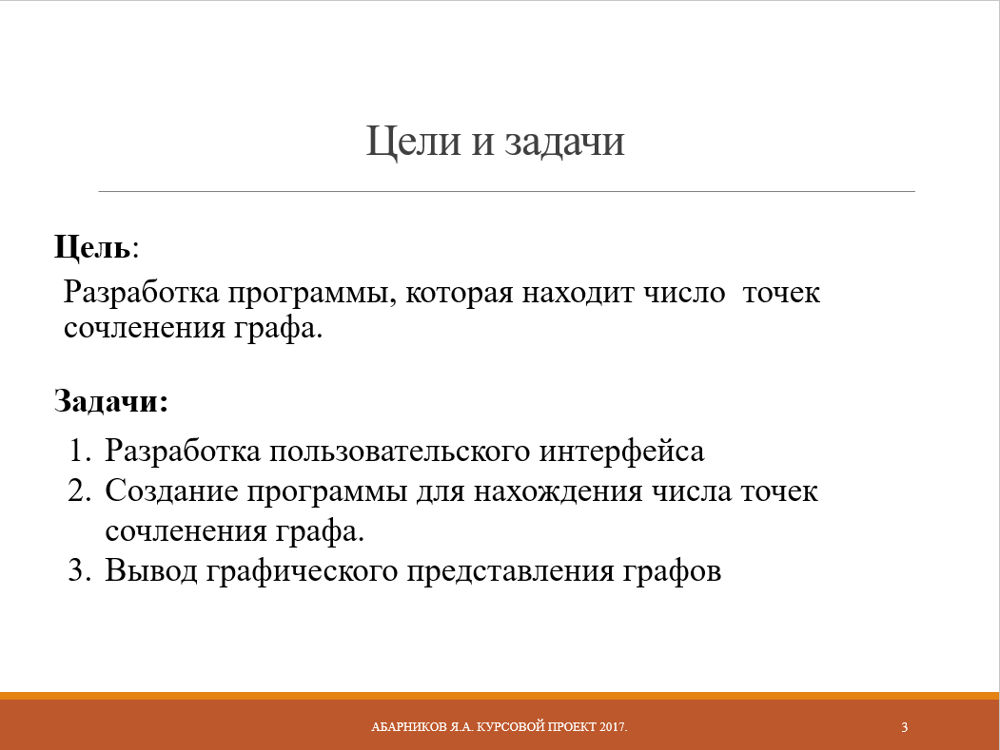 Цели и задачи
Цель:
Разработка программы, которая находит число  точек
сочленения графа.
Задачи:
1. Разработка пользовательского интерфейса
2. Создание программы для нахождения числа точек
сочленения графа.
3. Вывод графического представления графов
АБАРНИКОВ Я.А. КУРСОВОЙ ПРОЕКТ 2017.
3